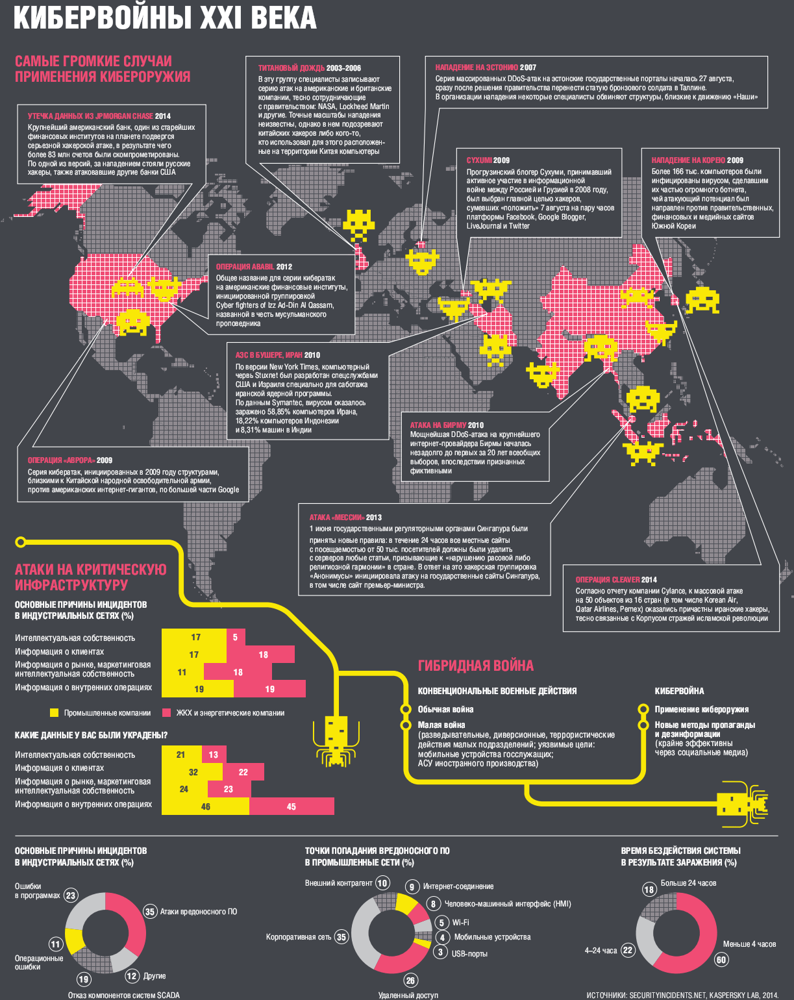 КИБЕРВОЙНЫ XXI ВЕКА
САМЫЕ ГРОМКИЕ СЛУЧАИ
ПРИМЕНЕНИЯ КИБЕРОРУЖИЯ
УТЕЧКА ДАННЫХ ИЗ JPMORGAN CHASE 2014
Крупнейший американский банк, один из старейших
финансовых институтов на планете подвергся
серьезной хакерской атаке, в результате чего
более 83 млн счетов были скомпрометированы.
По одной из версий, за нападением стояли русские
хакеры, также атаковавшие другие банки США
ТИТАНОВЫЙ ДОЖДЬ 2003–2006
В эту группу специалисты записывают
серию атак на американские и британские
компании, тесно сотрудничающие
с правительством: NASA, Lockheed Martin
и другие. Точные масштабы нападения
неизвестны, однако в нем подозревают
китайских хакеров либо кого-то,
кто использовал для этого расположен-
ные на территории Китая компьютеры
НАПАДЕНИЕ НА ЭСТОНИЮ 2007
Серия массированных DDoS-атак на эстонские государственные порталы началась 27 августа,
сразу после решения правительства перенести статую бронзового солдата в Таллине.
В организации нападения некоторые специалисты обвиняют структуры, близкие к движению «Наши»
CYXUMI 2009
Прогрузинский блогер Сухуми, принимавший
активное участие в информационной
войне между Россией и Грузией в 2008 году,
был выбран главной целью хакеров,
сумевших «положить» 7 августа на пару часов
платформы Facebook, Google Blogger,
LiveJournal и Twitter
НАПАДЕНИЕ НА КОРЕЮ 2009
Более 166 тыс. компьютеров были
инфицированы вирусом, сделавшим
их частью огромного ботнета,
чей атакующий потенциал был
направлен против правительственных,
финансовых и медийных сайтов
Южной Кореи
ОПЕРАЦИЯ ABABIL 2012
Общее название для серии кибератак
на американские финансовые институты,
инициированной группировкой
Cyber fighters of Izz Ad-Din Al Qassam,
названной в честь мусульманского
проповедника
АЭС В БУШЕРЕ, ИРАН 2010
По версии New York Times, компьютерный
червь Stuxnet был разработан спецслужбами
США и Израиля специально для саботажа
иранской ядерной программы.
По данным Symantec, вирусом оказалось
заражено 58,85% компьютеров Ирана,
18,22% компьютеров Индонезии
и 8,31% машин в Индии
АТАКА НА БИРМУ 2010
Мощнейшая DDoS-атака на крупнейшего
интернет-провайдера Бирмы началась
незадолго до первых за 20 лет всеобщих
выборов, впоследствии признанных
фиктивными
ОПЕРАЦИЯ «АВРОРА» 2009
Серия кибератак, инициированных в 2009 году структурами,
близкими к Китайской народной освободительной армии,
против американских интернет-гигантов, по большей части Google
АТАКА «МЕССИИ» 2013
1 июня государственными регуляторными органами Сингапура были
приняты новые правила: в течение 24 часов все местные сайты
с посещаемостью от 50 тыс. посетителей должны были удалить
с серверов любые статьи, призывающие к «нарушению расовой либо
религиозной гармонии» в стране. В ответ на это хакерская группировка
«Анонимусы» инициировала атаку на государственные сайты Сингапура,
в том числе сайт премьер-министра.
ОПЕРАЦИЯ CLEAVER 2014
Согласно отчету компании Cylance, к массовой атаке
на 50 объектов из 16 стран (в том числе Korean Air,
Qatar Airlines, Pemex) оказались причастны иранские хакеры,
тесно связанные с Корпусом стражей исламской революции
АТАКИ НА КРИТИЧЕСКУЮ
ИНФРАСТРУКТУРУ
ОСНОВНЫЕ ПРИЧИНЫ ИНЦИДЕНТОВ
В ИНДУСТРИАЛЬНЫХ СЕТЯХ (%)
Интеллектуальная собственность 17 5
Информация о клиентах 17 18
Информация о рынке, маркетинговая
интеллектуальная собственность 11 18
Информация о внутренних операциях 19 19
Промышленные компании ЖКХ и энергетические компании
КАКИЕ ДАННЫЕ У ВАС БЫЛИ УКРАДЕНЫ?
Интеллектуальная собственность 21 13
Информация о клиентах 32 22
Информация о рынке, маркетинговая
интеллектуальная собственность 24 23
Информация о внутренних операциях 46 45
ГИБРИДНАЯ ВОЙНА
КОНВЕНЦИОНАЛЬНЫЕ ВОЕННЫЕ ДЕЙСТВИЯ
Обычная война
Малая война
(разведывательные, диверсионные, террористические
действия малых подразделений; уязвимые цели:
мобильные устройства госслужащих;
АСУ иностранного производства)
КИБЕРВОЙНА
Применение кибероружия
Новые методы пропаганды
и дезинформации
(крайне эффективны
через социальные медиа)
ОСНОВНЫЕ ПРИЧИНЫ ИНЦИДЕНТОВ
В ИНДУСТРИАЛЬНЫХ СЕТЯХ (%)
Ошибки
в программах 23
35 Атаки вредоносного ПО
11
Операционные
ошибки
19
Отказ компонентов систем SCADA
12 Другие
ТОЧКИ ПОПАДАНИЯ ВРЕДОНОСНОГО ПО
В ПРОМЫШЛЕННЫЕ СЕТИ (%)
Внешний контрагент 10
9 Интернет-соединение
8 Человеко-машинный интерфейс (HMI)
5 Wi-Fi
4 Мобильные устройства
3 USB-порты
Корпоративная сеть 35
26
Удаленный доступ
ВРЕМЯ БЕЗДЕЙСТВИЯ СИСТЕМЫ
В РЕЗУЛЬТАТЕ ЗАРАЖЕНИЯ (%)
18 Больше 24 часов
4–24 часа 22
Меньше 4 часов
60
ИСТОЧНИКИ: SECURITYINCIDENTS.NET, KASPERSKY LAB, 2014.